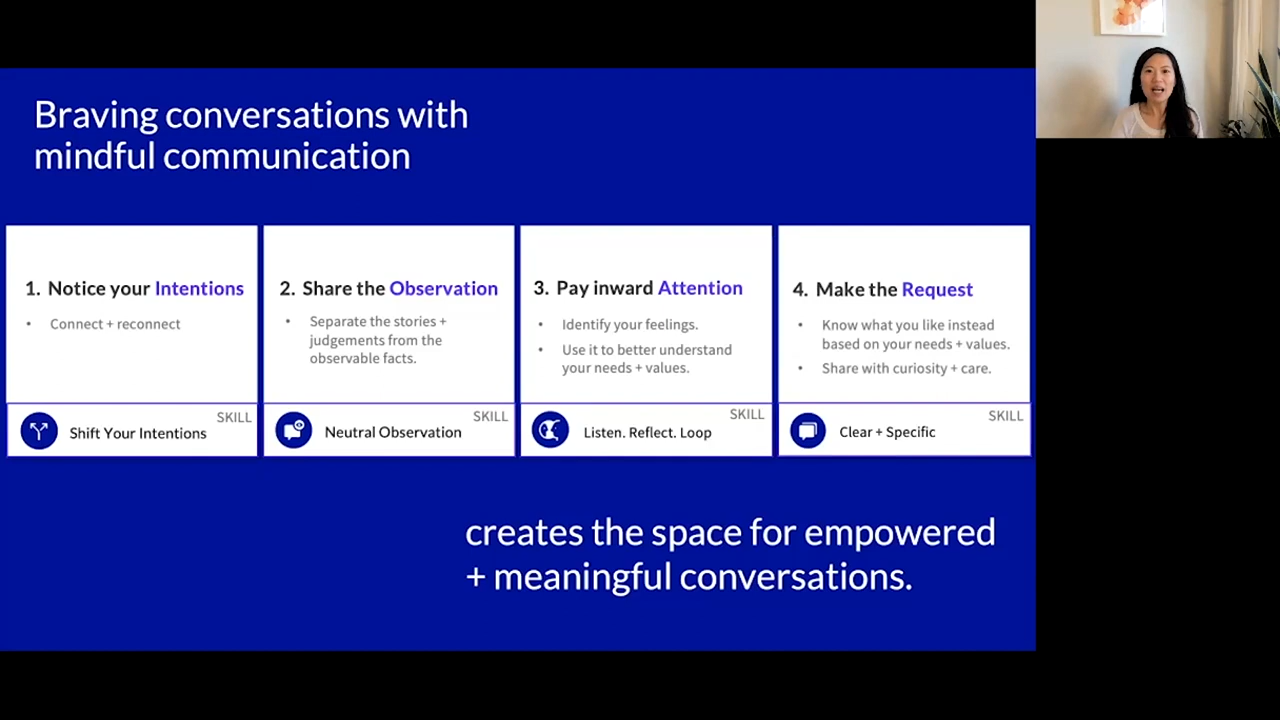 Braving conversations with
mindful communication
1. Notice your Intentions
• Connect + reconnect
SKILL
Shift Your Intentions
2. Share the Observation
• Separate the stories +
judgements from the
observable facts.
SKILL
Neutral Observation
3. Pay inward Attention
• Identify your feelings.
• Use it to better understand
your needs + values.
SKILL
Listen. Reflect. Loop
4. Make the Request
• Know what you like instead
based on your needs + values.
• Share with curiosity + care.
SKILL
Clear + Specific
creates the space for empowered
+ meaningful conversations.